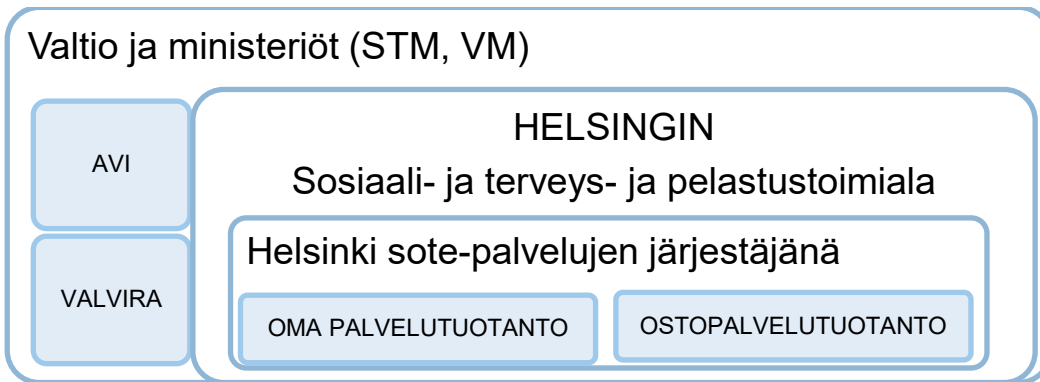 Valtio ja ministeriöt (STM, VM)
AVI
HELSINGIN
Sosiaali- ja terveys- ja pelastustoimiala
VALVIRA
Helsinki sote-palvelujen järjestäjänä
OMA PALVELUTUOTANTO
OSTOPALVELUTUOTANTO